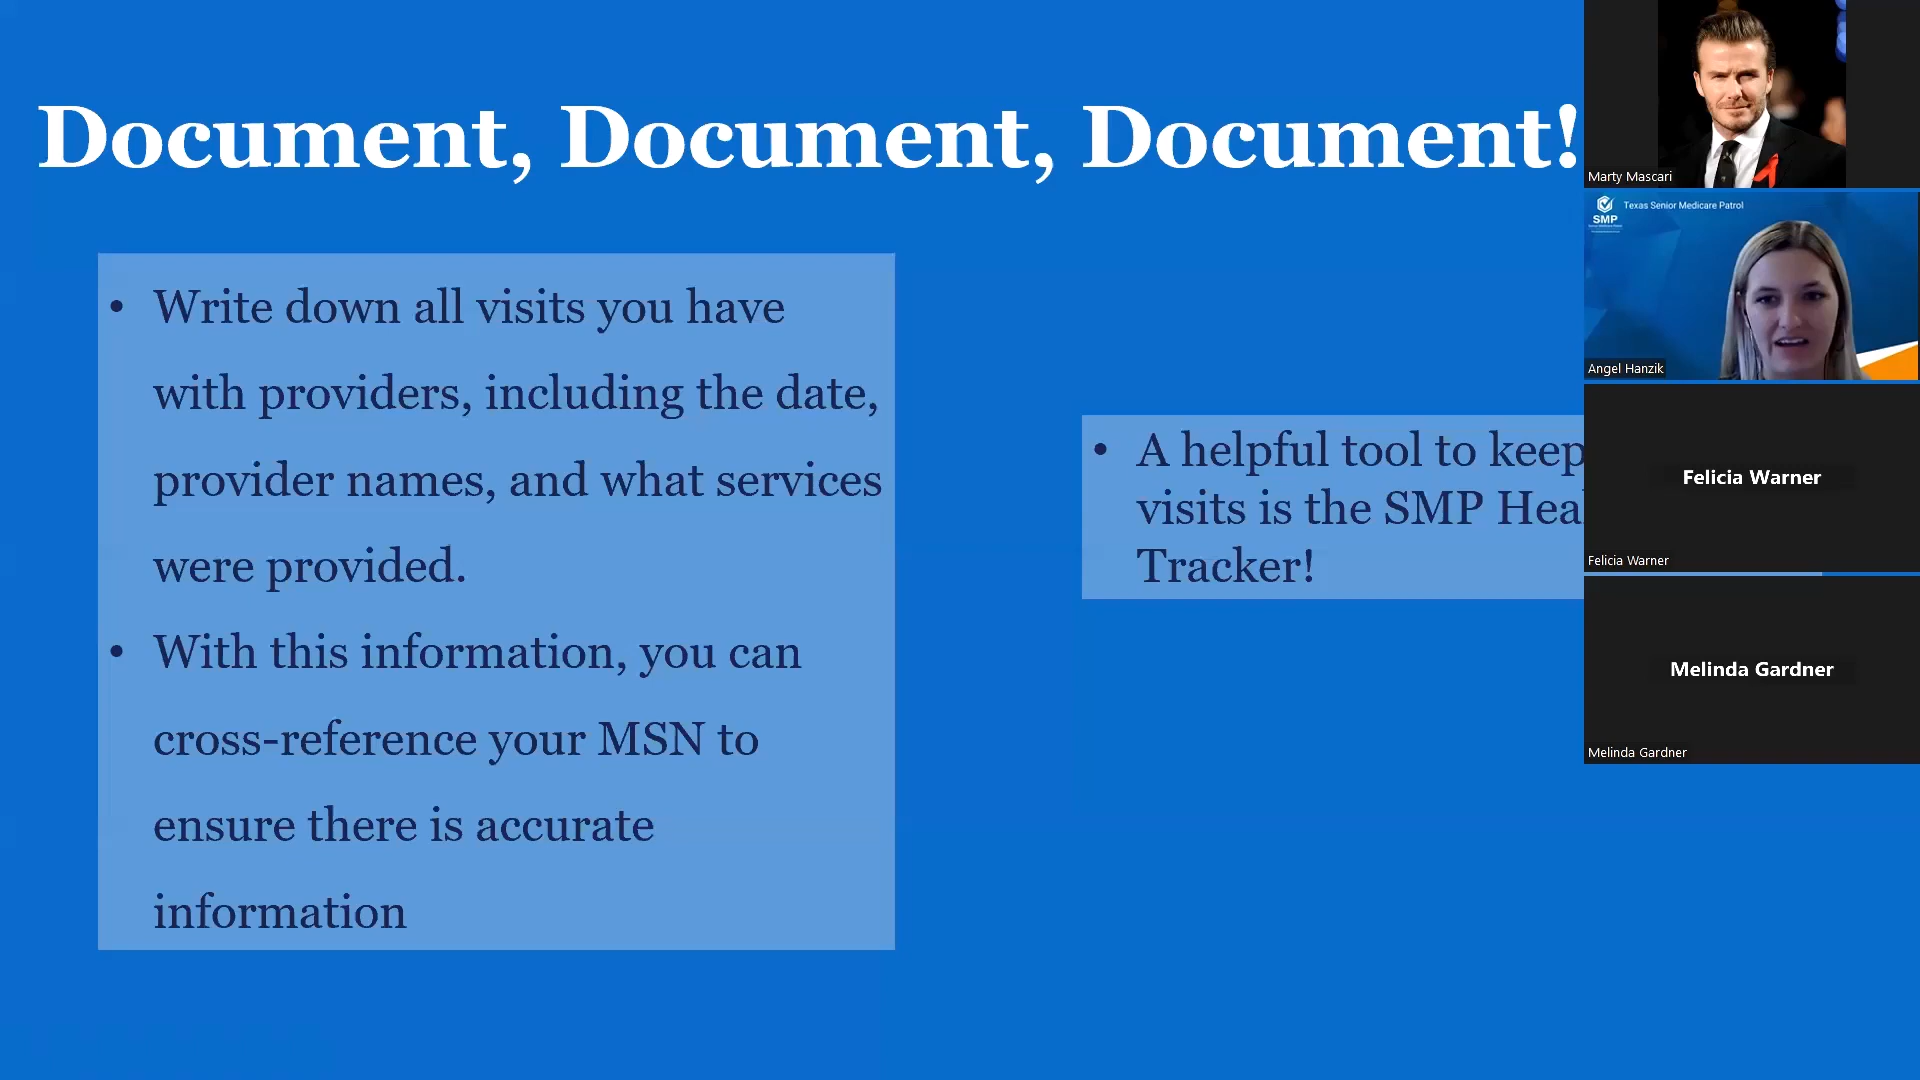 Document, Document, Document!
• Write down all visits you have
with providers, including the date,
provider names, and what services
were provided.
• With this information, you can
cross-reference your MSN to
ensure there is accurate
information
• A helpful tool to keep
visits is the SMP Hea
Tracker!
Marty Mascari
SMP
Texas Senior Medicare Patrol
Angel Hanzik
Felicia Warner
Felicia Warner
Melinda Gardner
Melinda Gardner